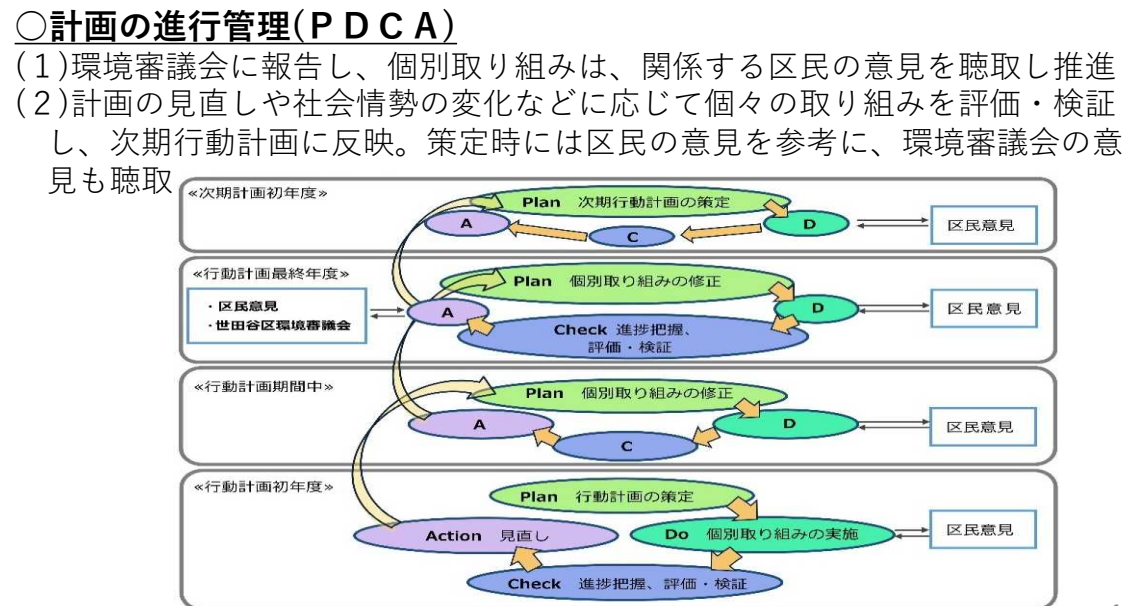 ○計画の進行管理(ＰＤＣＡ)
(１)環境審議会に報告し、個別取り組みは、関係する区民の意見を聴取し推進
(２)計画の見直しや社会情勢の変化などに応じて個々の取り組みを評価・検証
し、次期行動計画に反映。策定時には区民の意見を参考に、環境審議会の意
見も聴取
«次期計画初年度»
Plan 次期行動計画の策定
A
D
C
区民意見
«行動計画最終年度»
Plan 個別取り組みの修正
・区民意見
・世田谷区環境審議会
A
D
区民意見
Check 進捗把握、
評価・検証
«行動計画期間中»
Plan 個別取り組みの修正
A
D
C
区民意見
«行動計画初年度»
Plan 行動計画の策定
Action 見直し
Do 個別取り組みの実施
区民意見
Check 進捗把握、評価・検証